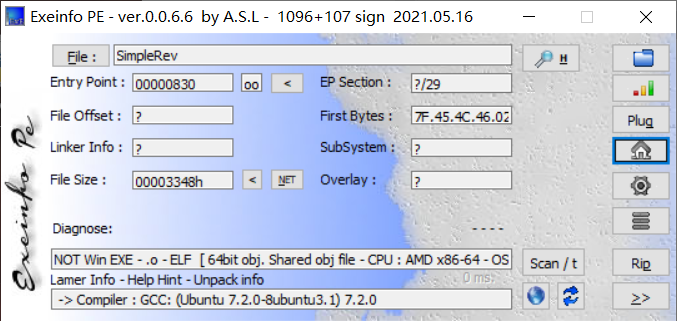 Exeinfo PE - ver.0.0.6.6 by A.S.L - 1096+107 sign 2021.05.16
File : SimpleRev H
Entry Point : 00000830 oo < EP Section : ?/29
File Offset : ? First Bytes : 7F.45.4C.46.02
Plug
Linker Info : ? SubSystem : ?
File Size : 00003348h < NET Overlay : ?
Exeinfo Pe
Diagnose: ----
NOT Win EXE - .o - ELF [ 64bit obj. Shared obj file - CPU : AMD x86-64 - OS Scan / t Rip
Lamer Info - Help Hint - Unpack info 0 ms.
-> Compiler : GCC: (Ubuntu 7.2.0-8ubuntu3.1) 7.2.0 >>